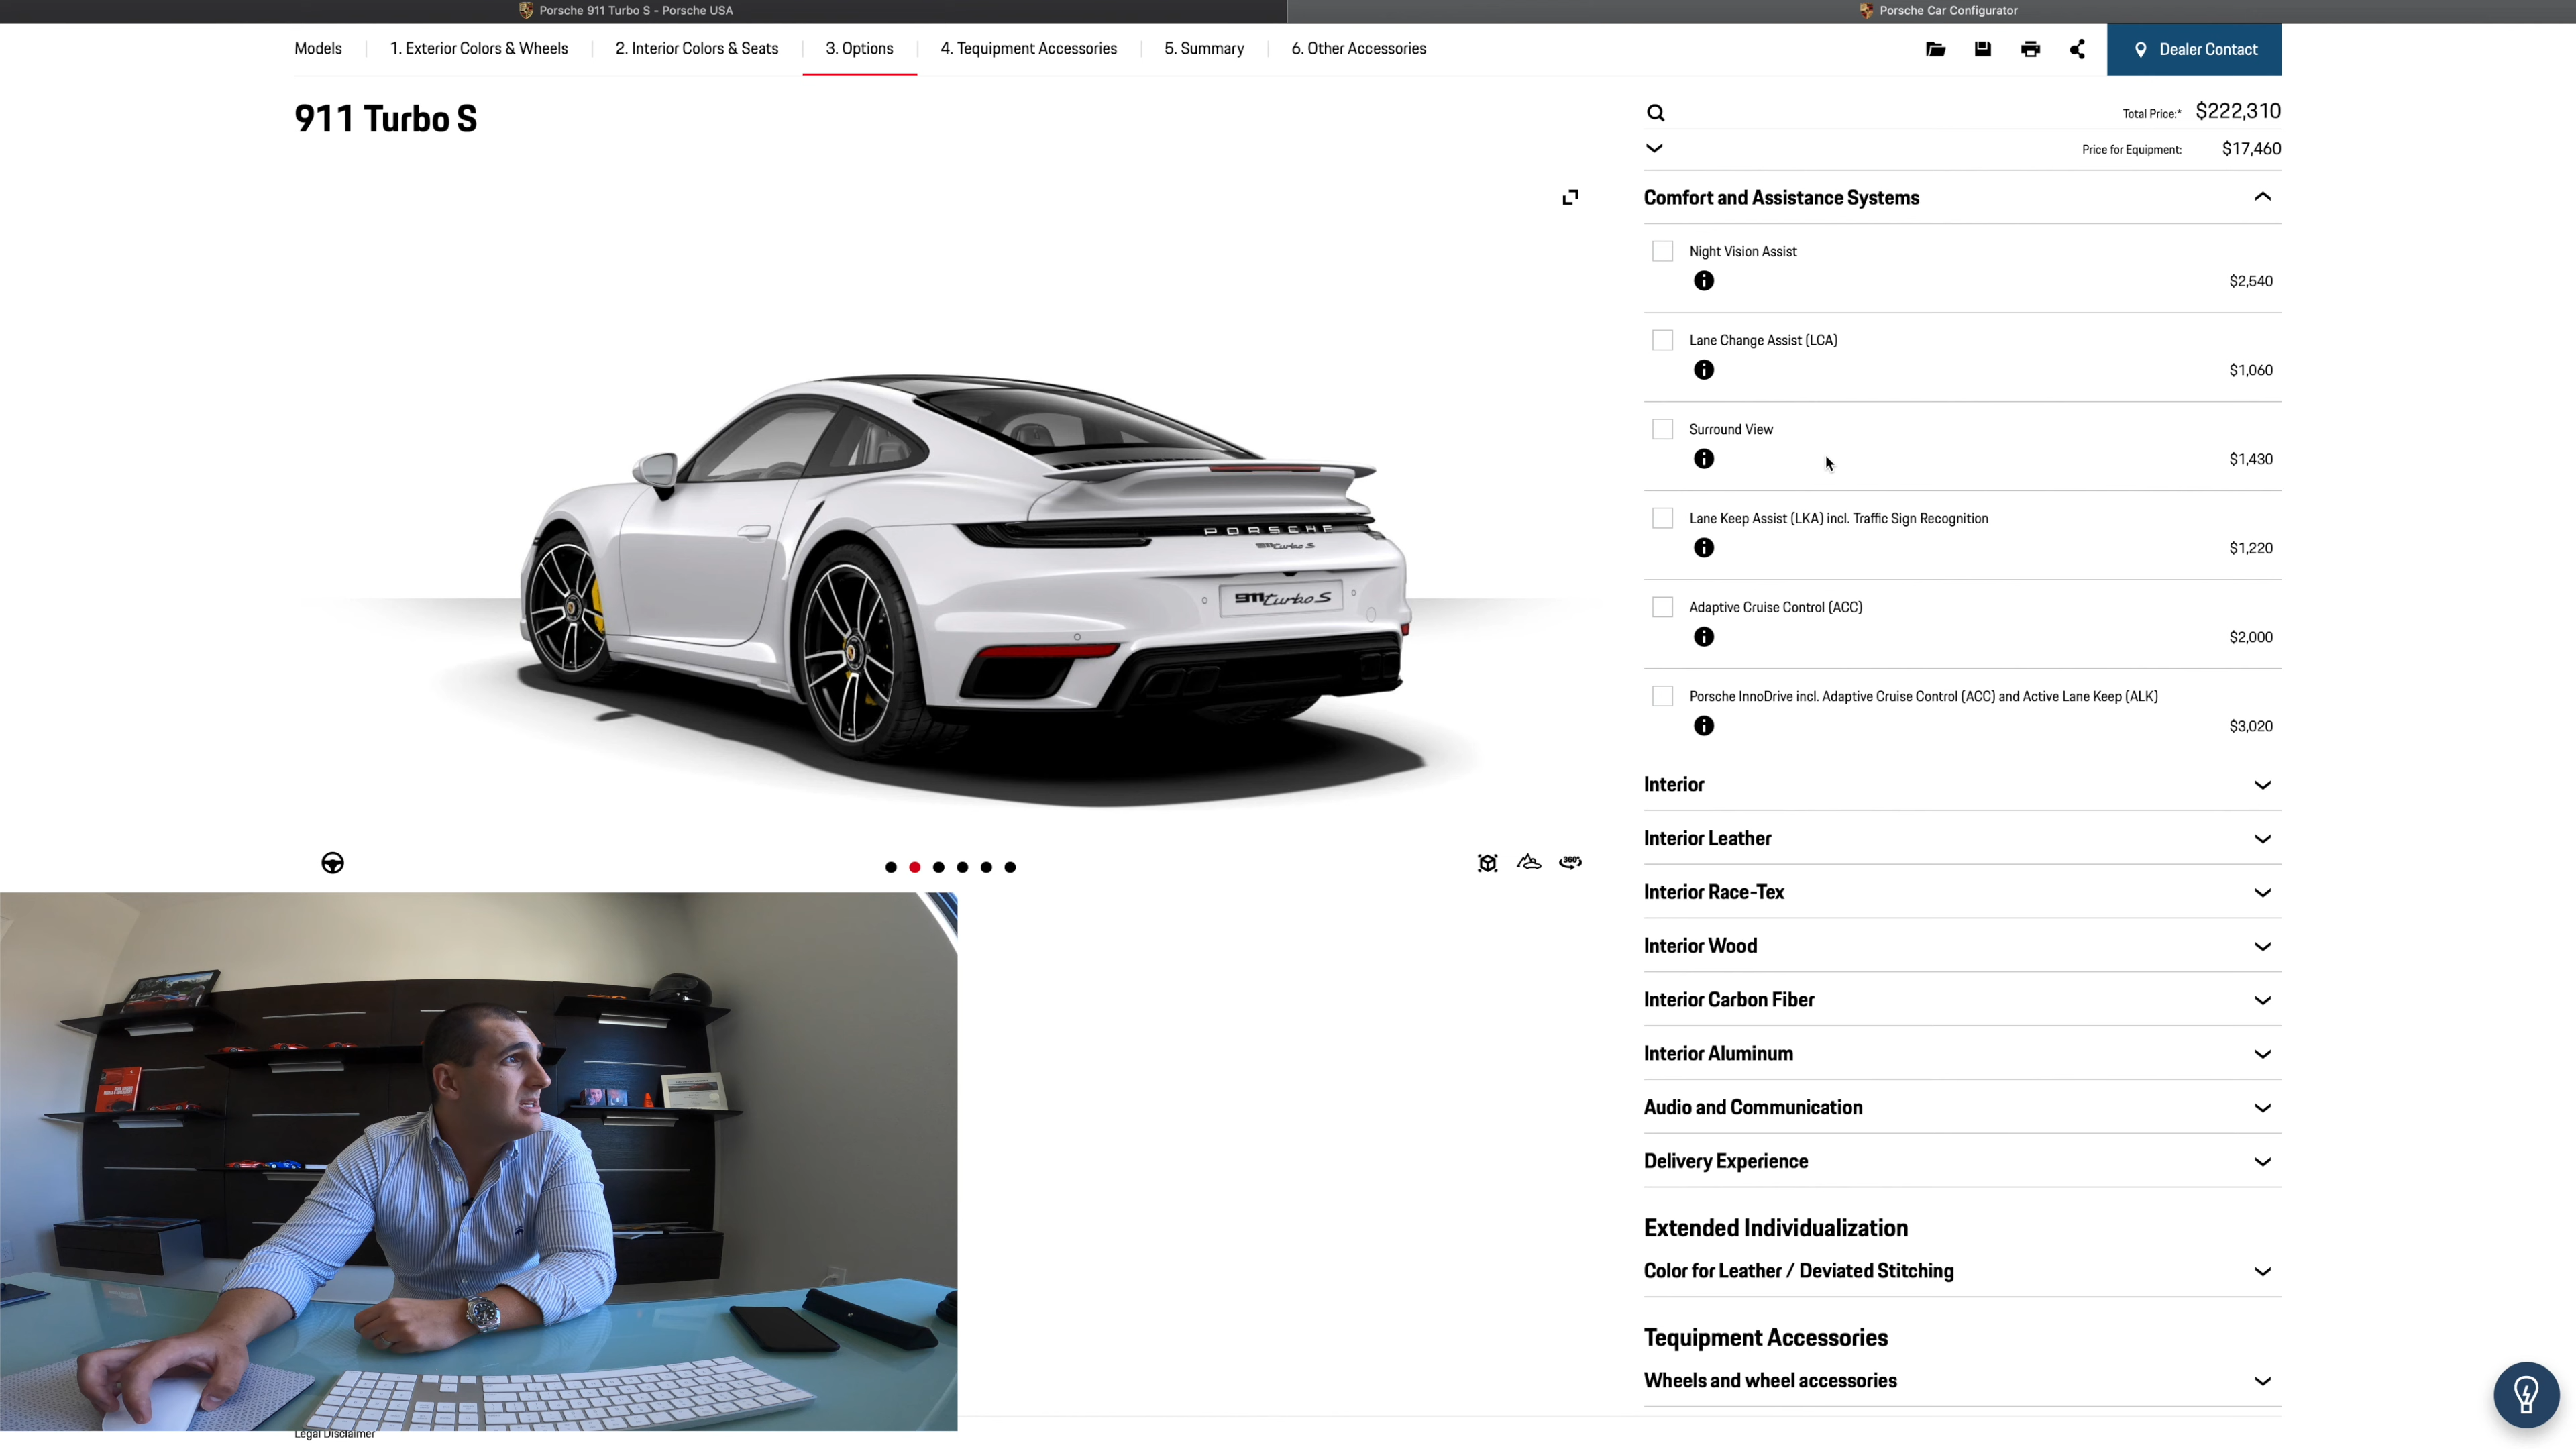 Porsche 911 Turbo S - Porsche USA
Porsche Car Configurator
Models
1. Exterior Colors & Wheels
2. Interior Colors & Seats
3. Options
4. Tequipment Accessories
5. Summary
6. Other Accessories
Dealer Contact
911 Turbo S
Total Price:* $222,310
Price for Equipment: $17,460
Comfort and Assistance Systems
Night Vision Assist
$2,540
Lane Change Assist (LCA)
$1,060
Surround View
$1,430
Lane Keep Assist (LKA) incl. Traffic Sign Recognition
$1,220
Adaptive Cruise Control (ACC)
$2,000
Porsche InnoDrive incl. Adaptive Cruise Control (ACC) and Active Lane Keep (ALK)
$3,020
PORSCHE
911 turbo S
911 turbo S
360°
Interior
Interior Leather
Interior Race-Tex
Interior Wood
Interior Carbon Fiber
Interior Aluminum
Audio and Communication
Delivery Experience
Extended Individualization
Color for Leather / Deviated Stitching
Tequipment Accessories
Wheels and wheel accessories
Legal Disclaimer